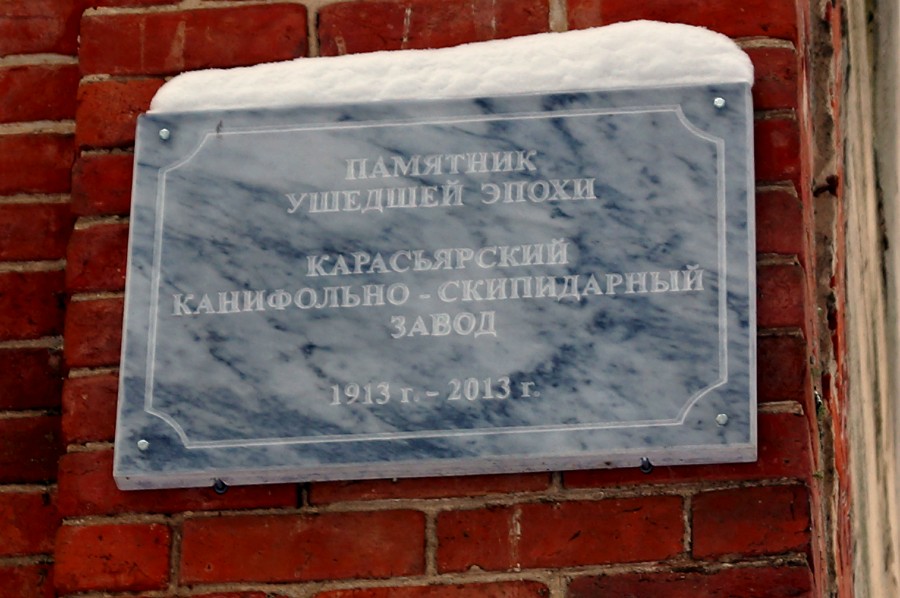 ПАМЯТНИК
УШЕДШЕЙ ЭПОХИ
КАРАСЬЯРСКИЙ
КАНИФОЛЬНО - СКИПИДАРНЫЙ
ЗАВОД
1913 г. - 2013 г.